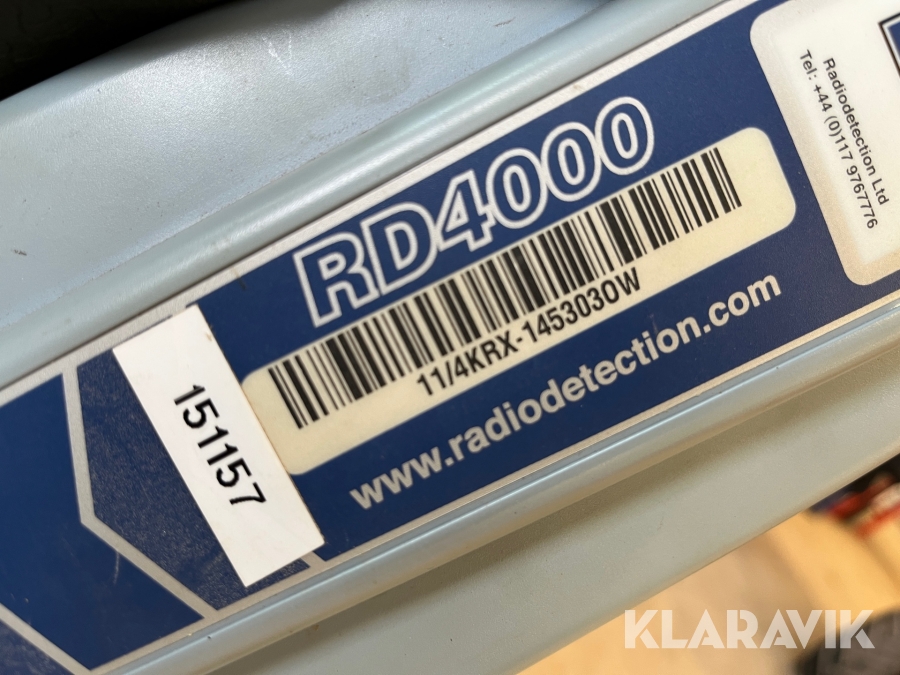 RD4000
11/4KRX-145303OW
www.radiodetection.com
151157
Radiodetection Ltd
Tel: +44 (0)117 9767776
KLARAVIK